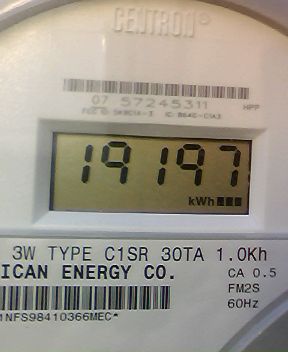 CENTRON®
07 57245311 HPP
19197
kWh
3W TYPE C1SR 30TA 1.0Kh
ICAN ENERGY CO. CA 0.5
FM2S
60Hz
1NFS98410366MEC*